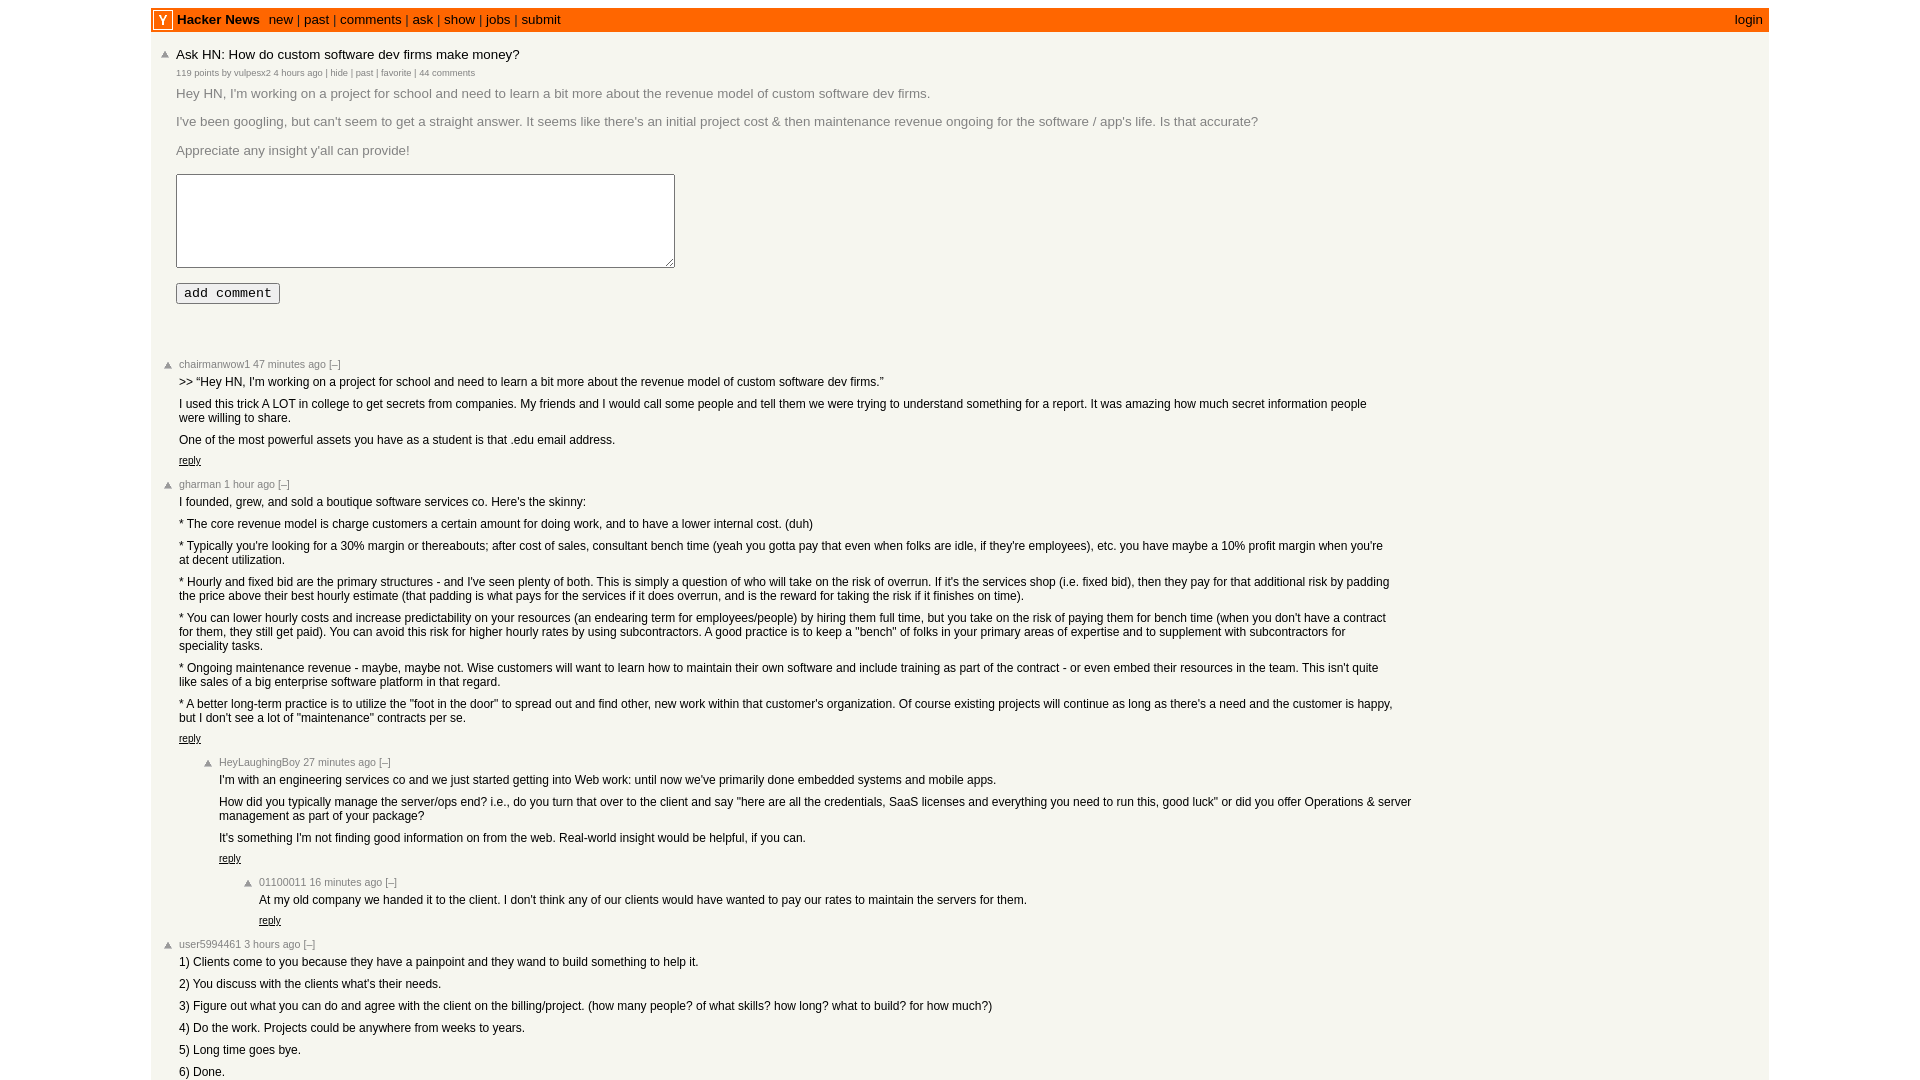 Y Hacker News new | past | comments | ask | show | jobs | submit login
Ask HN: How do custom software dev firms make money?
119 points by vulpesx2 4 hours ago | hide | past | favorite | 44 comments
Hey HN, I'm working on a project for school and need to learn a bit more about the revenue model of custom software dev firms.
I've been googling, but can't seem to get a straight answer. It seems like there's an initial project cost & then maintenance revenue ongoing for the software / app's life. Is that accurate?
Appreciate any insight y'all can provide!
add comment
chairmanwow1 47 minutes ago [–]
>> “Hey HN, I'm working on a project for school and need to learn a bit more about the revenue model of custom software dev firms.”
I used this trick A LOT in college to get secrets from companies. My friends and I would call some people and tell them we were trying to understand something for a report. It was amazing how much secret information people
were willing to share.
One of the most powerful assets you have as a student is that .edu email address.
reply
gharman 1 hour ago [–]
I founded, grew, and sold a boutique software services co. Here's the skinny:
* The core revenue model is charge customers a certain amount for doing work, and to have a lower internal cost. (duh)
* Typically you're looking for a 30% margin or thereabouts; after cost of sales, consultant bench time (yeah you gotta pay that even when folks are idle, if they're employees), etc. you have maybe a 10% profit margin when you're
at decent utilization.
* Hourly and fixed bid are the primary structures - and I've seen plenty of both. This is simply a question of who will take on the risk of overrun. If it's the services shop (i.e. fixed bid), then they pay for that additional risk by padding
the price above their best hourly estimate (that padding is what pays for the services if it does overrun, and is the reward for taking the risk if it finishes on time).
* You can lower hourly costs and increase predictability on your resources (an endearing term for employees/people) by hiring them full time, but you take on the risk of paying them for bench time (when you don't have a contract
for them, they still get paid). You can avoid this risk for higher hourly rates by using subcontractors. A good practice is to keep a "bench" of folks in your primary areas of expertise and to supplement with subcontractors for
speciality tasks.
* Ongoing maintenance revenue - maybe, maybe not. Wise customers will want to learn how to maintain their own software and include training as part of the contract - or even embed their resources in the team. This isn't quite
like sales of a big enterprise software platform in that regard.
* A better long-term practice is to utilize the "foot in the door" to spread out and find other, new work within that customer's organization. Of course existing projects will continue as long as there's a need and the customer is happy,
but I don't see a lot of "maintenance" contracts per se.
reply
HeyLaughingBoy 27 minutes ago [–]
I'm with an engineering services co and we just started getting into Web work: until now we've primarily done embedded systems and mobile apps.
How did you typically manage the server/ops end? i.e., do you turn that over to the client and say "here are all the credentials, SaaS licenses and everything you need to run this, good luck" or did you offer Operations & server
management as part of your package?
It's something I'm not finding good information on from the web. Real-world insight would be helpful, if you can.
reply
01100011 16 minutes ago [–]
At my old company we handed it to the client. I don't think any of our clients would have wanted to pay our rates to maintain the servers for them.
reply
user5994461 3 hours ago [–]
1) Clients come to you because they have a painpoint and they wand to build something to help it.
2) You discuss with the clients what's their needs.
3) Figure out what you can do and agree with the client on the billing/project. (how many people? of what skills? how long? what to build? for how much?)
4) Do the work. Projects could be anywhere from weeks to years.
5) Long time goes bye.
6) Done.